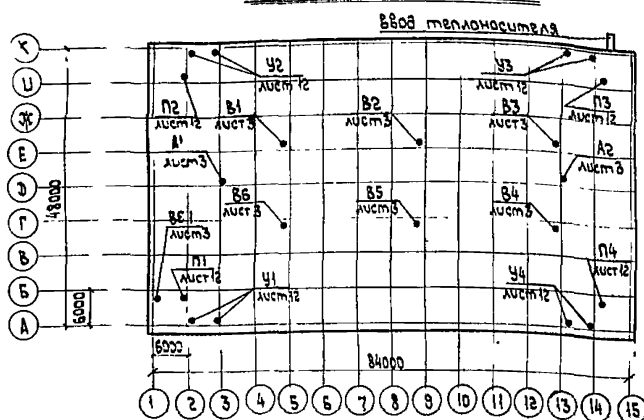 Ввод теплоносителя
К
И
Ж
Е
Д
Г
В
Б
А
48000
6000
У2
лист 12
У3
лист 12
П2
лист 12
В1
лист 3
В2
лист 3
В3
лист 3
П3
лист 12
А1
лист 3
А2
лист 3
В6
лист 3
В5
лист 3
В4
лист 3
ВЕ1
лист 3
П1
лист 12
У1
лист 12
У4
лист 12
П4
лист 12
6000
84000
1 2 3 4 5 6 7 8 9 10 11 12 13 14 15